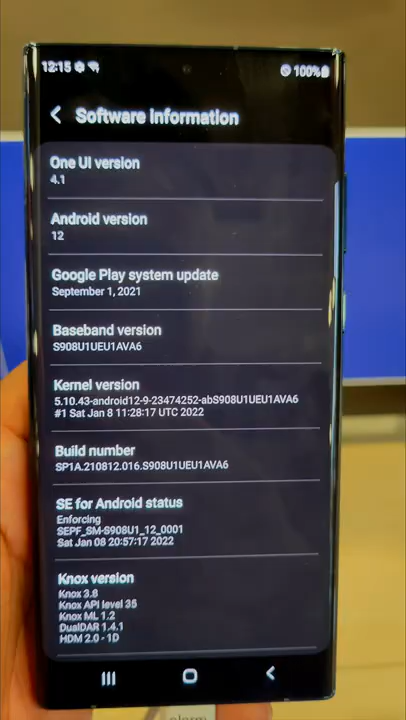 12:15 100%
Software information
One UI version
4.1
Android version
12
Google Play system update
September 1, 2021
Baseband version
S908U1UEU1AVA6
Kernel version
5.10.43-android12-9-23474252-abS908U1UEU1AVA6
#1 Sat Jan 8 11:28:17 UTC 2022
Build number
SP1A.210812.016.S908U1UEU1AVA6
SE for Android status
Enforcing
SEPF_SM-S908U1_12_0001
Sat Jan 08 20:57:17 2022
Knox version
Knox 3.8
Knox API level 35
Knox ML 1.2
DualDAR 1.4.1
HDM 2.0 - 1D
alarm